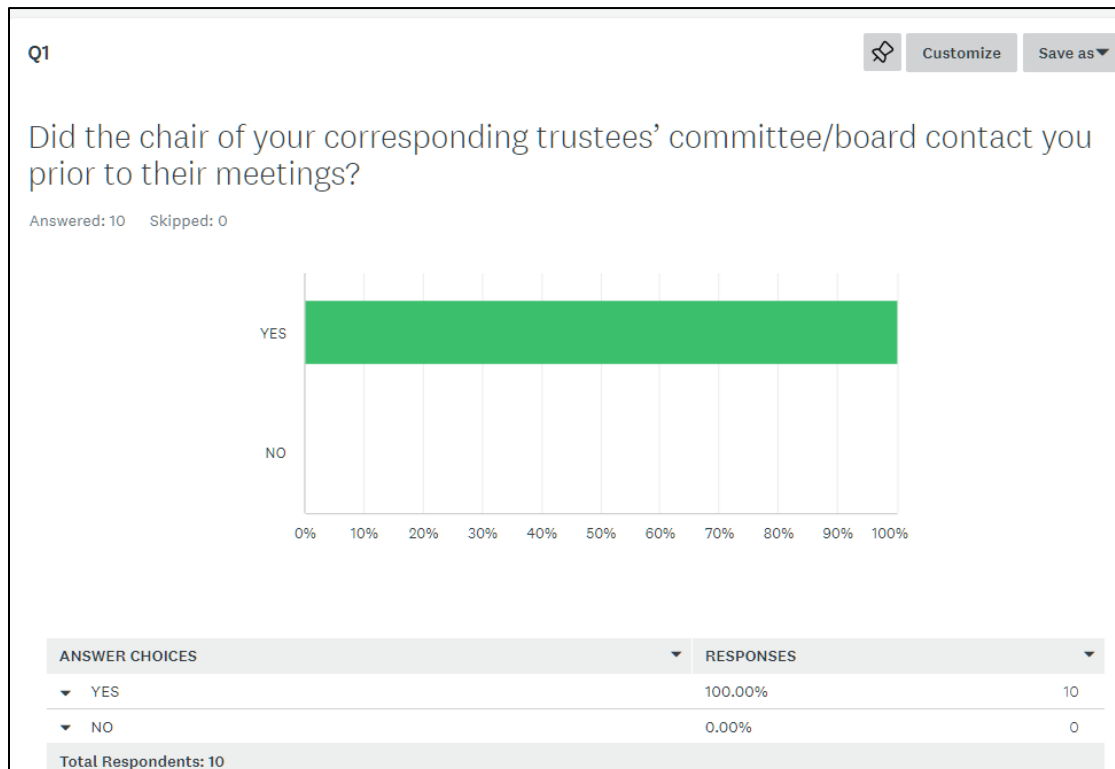 Q1
Customize
Save as
Did the chair of your corresponding trustees’ committee/board contact you
prior to their meetings?
Answered: 10 Skipped: 0
YES
NO
0% 10% 20% 30% 40% 50% 60% 70% 80% 90% 100%
ANSWER CHOICES RESPONSES
YES 100.00% 10
NO 0.00% 0
Total Respondents: 10